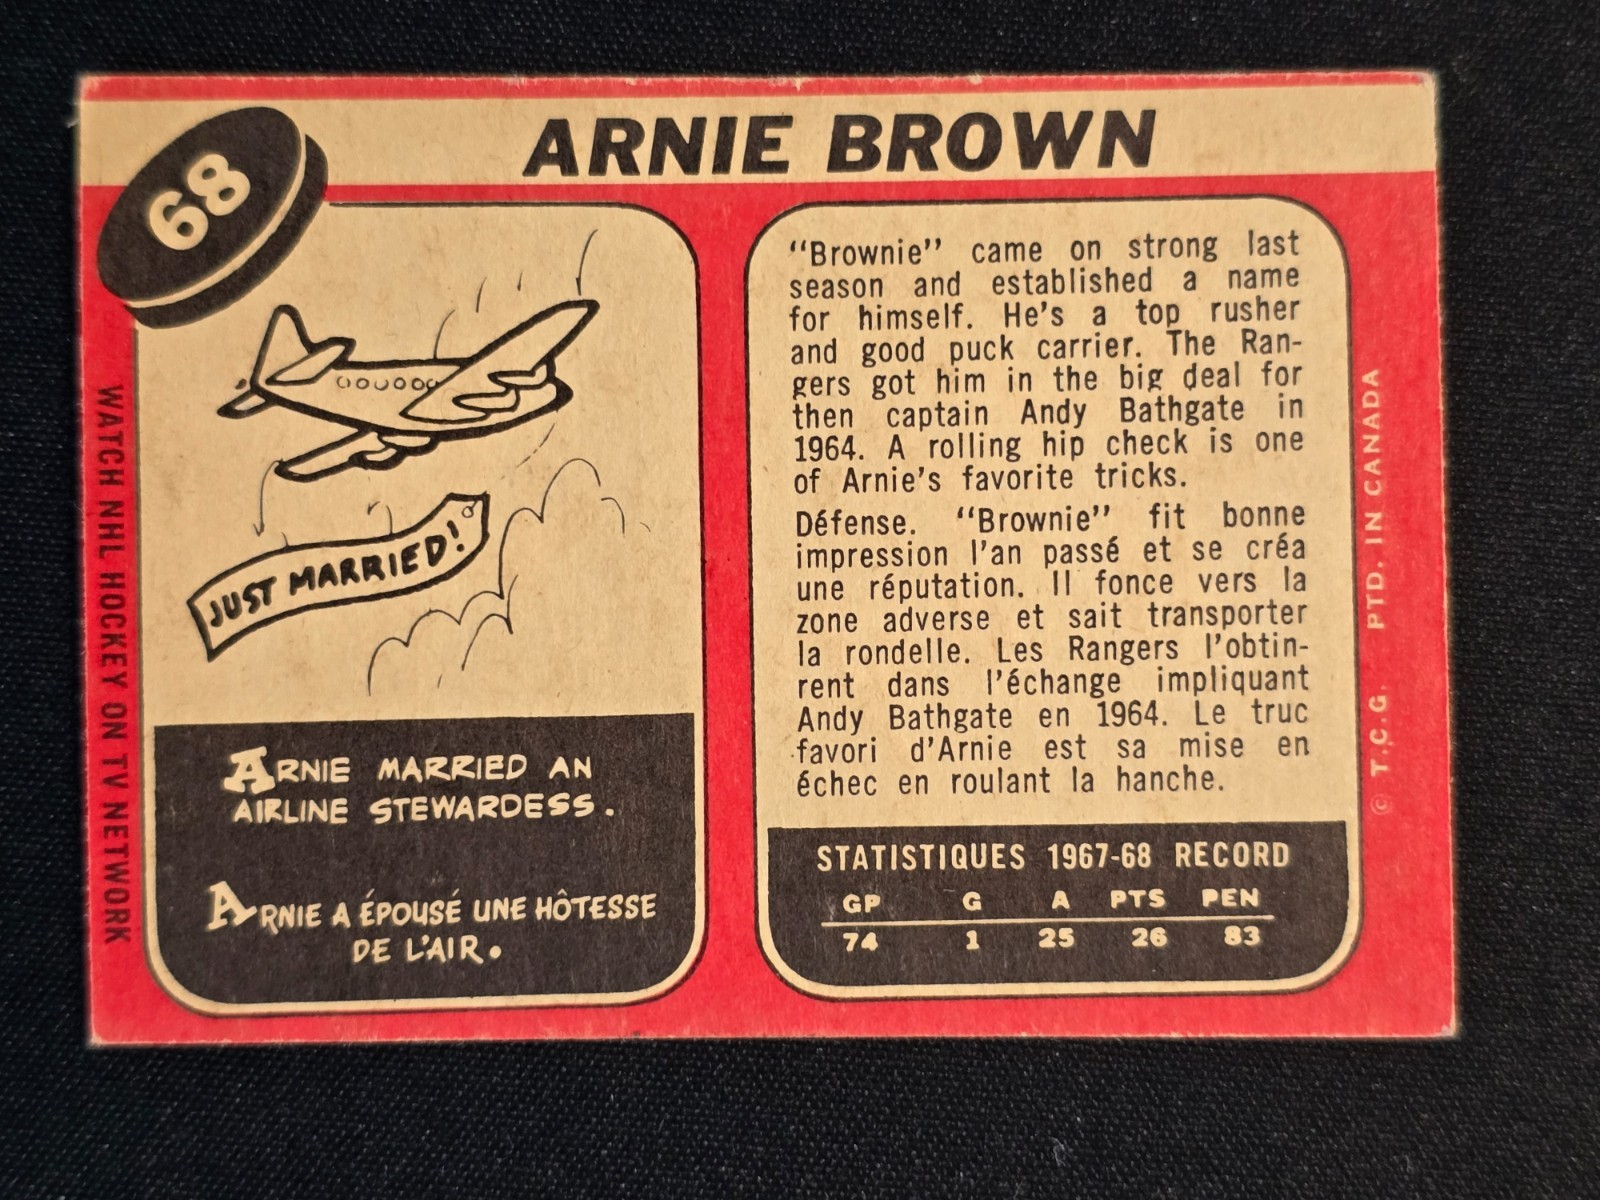 68
ARNIE BROWN
JUST MARRIED!
ARNIE MARRIED AN
AIRLINE STEWARDESS.
ARNIE A ÉPOUSÉ UNE HÔTESSE
DE L'AIR.
WATCH NHL HOCKEY ON TV NETWORK
"Brownie" came on strong last
season and established a name
for himself. He's a top rusher
and good puck carrier. The Ran-
gers got him in the big deal for
then captain Andy Bathgate in
1964. A rolling hip check is one
of Arnie's favorite tricks.
Défense. "Brownie" fit bonne
impression l'an passé et se créa
une réputation. Il fonce vers la
zone adverse et sait transporter
la rondelle. Les Rangers l'obtin-
rent dans l'échange impliquant
Andy Bathgate en 1964. Le truc
favori d'Arnie est sa mise en
échec en roulant la hanche.
STATISTIQUES 1967-68 RECORD
GP G A PTS PEN
74 1 25 26 83
© T.C.G. PTD. IN CANADA